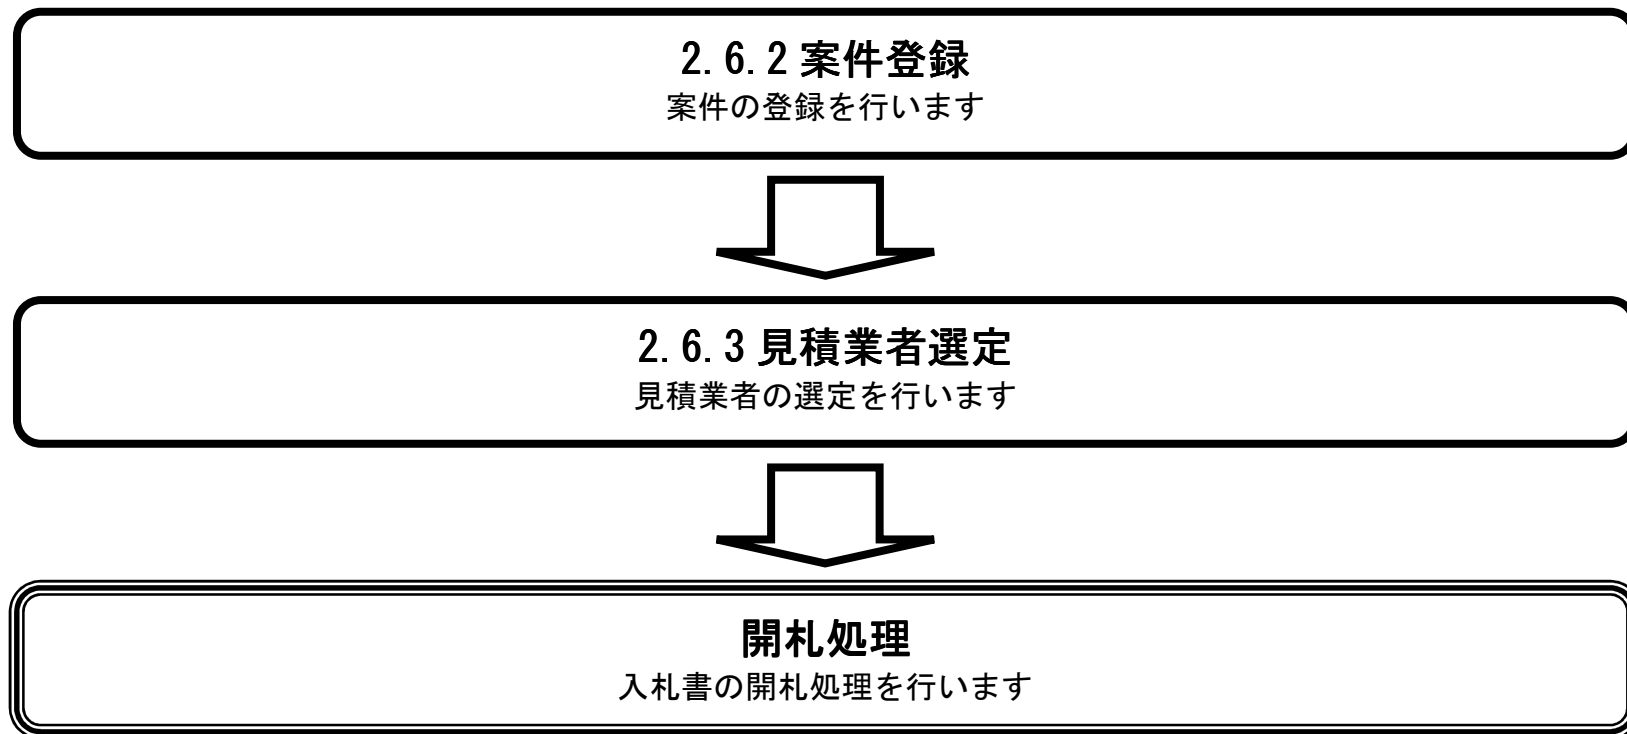 2.6.2 案件登録
案件の登録を行います
2.6.3 見積業者選定
見積業者の選定を行います
開札処理
入札書の開札処理を行います